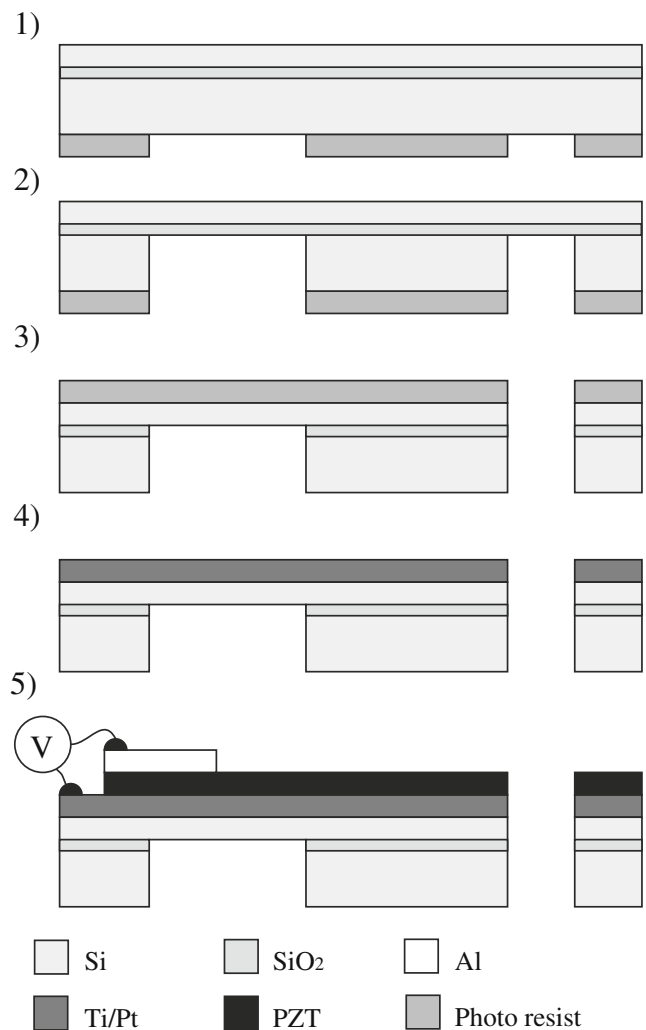 1)
2)
3)
4)
5)
V
Si SiO₂ Al
Ti/Pt PZT Photo resist